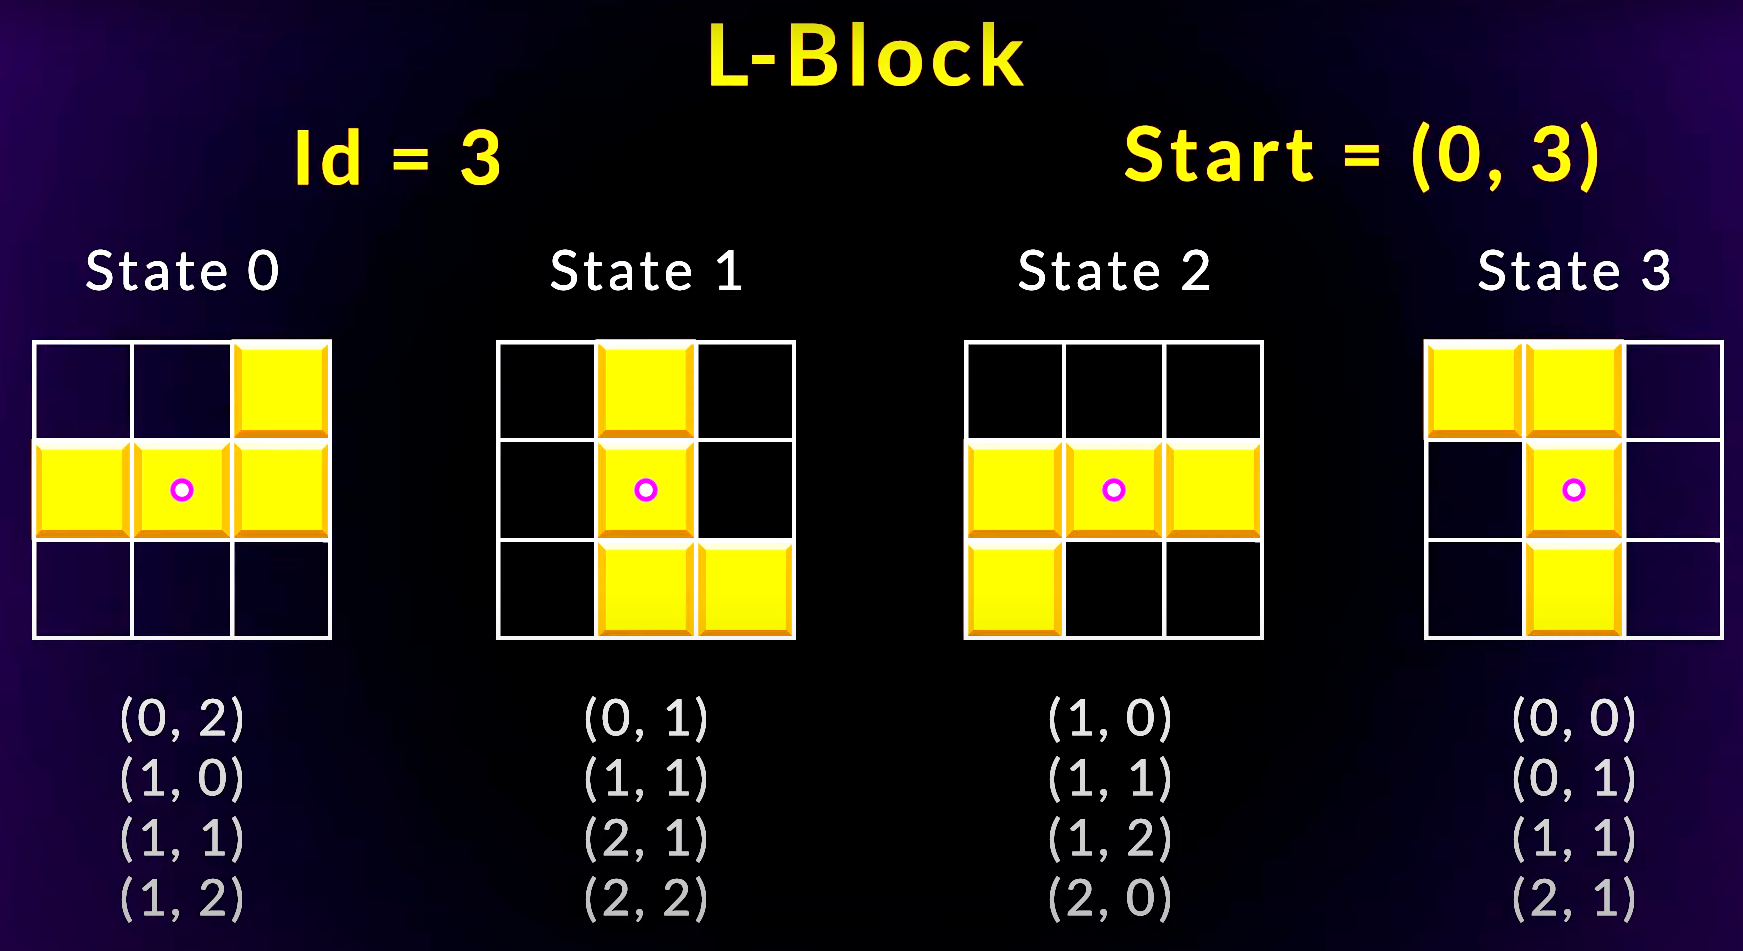 L-Block
Id = 3
Start = (0, 3)
State 0
State 1
State 2
State 3
(0, 2)
(1, 0)
(1, 1)
(1, 2)
(0, 1)
(1, 1)
(2, 1)
(2, 2)
(1, 0)
(1, 1)
(1, 2)
(2, 0)
(0, 0)
(0, 1)
(1, 1)
(2, 1)